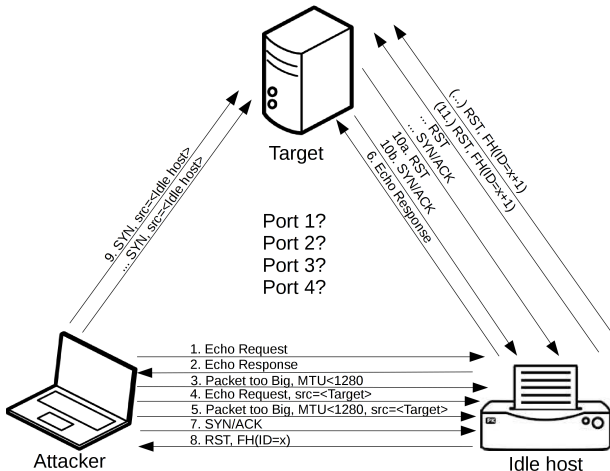 Target
9. SYN, src=<Idle host>
... SYN, src=<Idle host>
(...) RST, FH(ID=x+1)
(11.) RST, FH(ID=x+1)
... RST
... SYN/ACK
10a. RST
10b. SYN/ACK
6. Echo Response
Port 1?
Port 2?
Port 3?
Port 4?
1. Echo Request
2. Echo Response
3. Packet too Big, MTU<1280
4. Echo Request, src=<Target>
5. Packet too Big, MTU<1280, src=<Target>
7. SYN/ACK
8. RST, FH(ID=x)
Attacker
Idle host